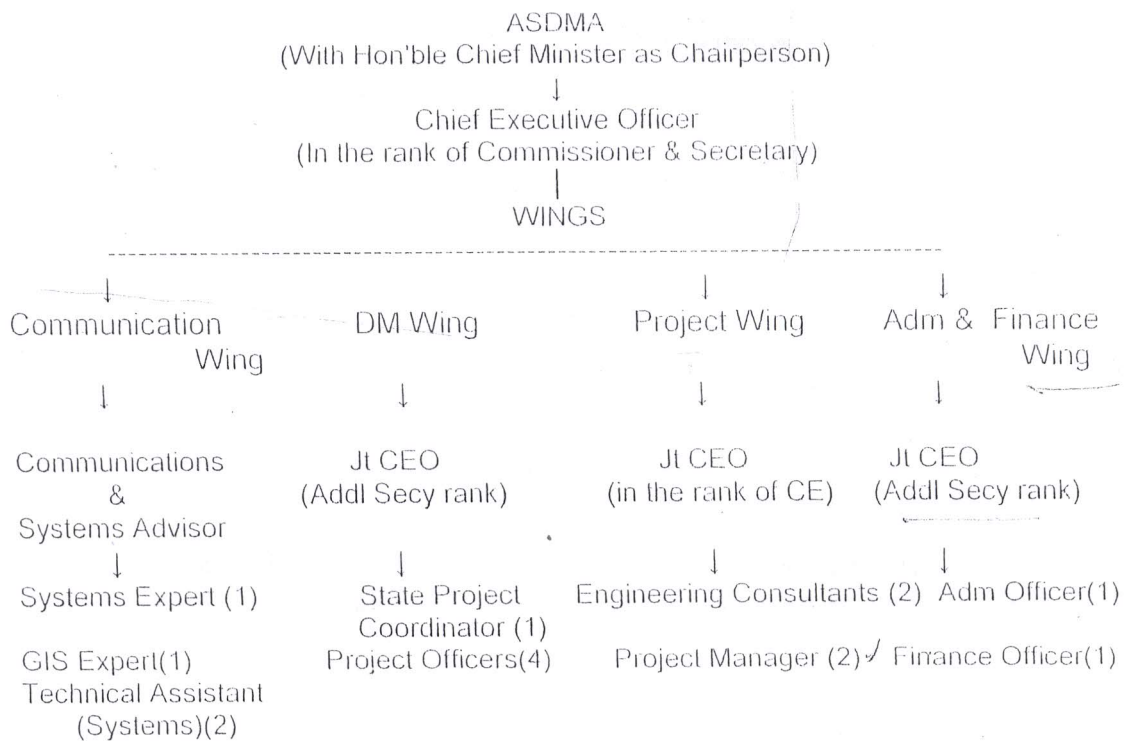 ASDMA
(With Hon'ble Chief Minister as Chairperson)
↓
Chief Executive Officer
(In the rank of Commissioner & Secretary)
|
WINGS
↓ ↓ ↓
Communication Wing
DM Wing
Project Wing
Adm & Finance Wing
↓ ↓ ↓ ↓
Communications
&
Systems Advisor
↓
Systems Expert (1)
GIS Expert(1)
Technical Assistant
(Systems)(2)
Jt CEO
(Addl Secy rank)
↓
State Project
Coordinator (1)
Project Officers(4)
Jt CEO
(in the rank of CE)
↓
Engineering Consultants (2)
Project Manager (2)✓
Jt CEO
(Addl Secy rank)
↓
Adm Officer(1)
Finance Officer(1)